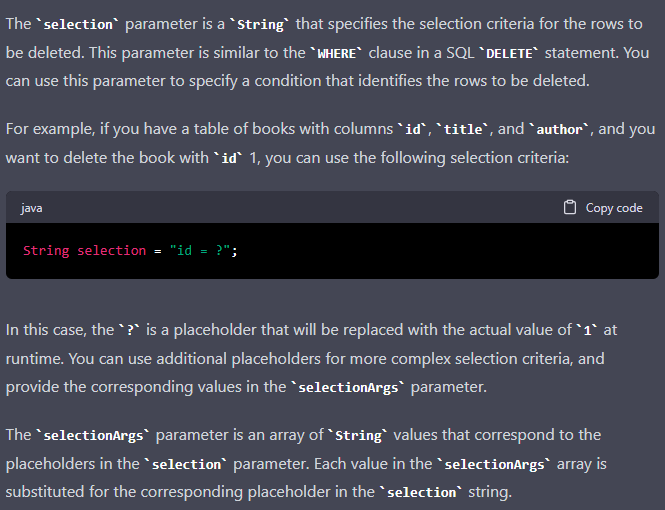 The `selection` parameter is a `String` that specifies the selection criteria for the rows to
be deleted. This parameter is similar to the `WHERE` clause in a SQL `DELETE` statement. You
can use this parameter to specify a condition that identifies the rows to be deleted.
For example, if you have a table of books with columns `id`, `title`, and `author`, and you
want to delete the book with `id` 1, you can use the following selection criteria:
java
Copy code
String selection = "id = ?";
In this case, the `?` is a placeholder that will be replaced with the actual value of `1` at
runtime. You can use additional placeholders for more complex selection criteria, and
provide the corresponding values in the `selectionArgs` parameter.
The `selectionArgs` parameter is an array of `String` values that correspond to the
placeholders in the `selection` parameter. Each value in the `selectionArgs` array is
substituted for the corresponding placeholder in the `selection` string.